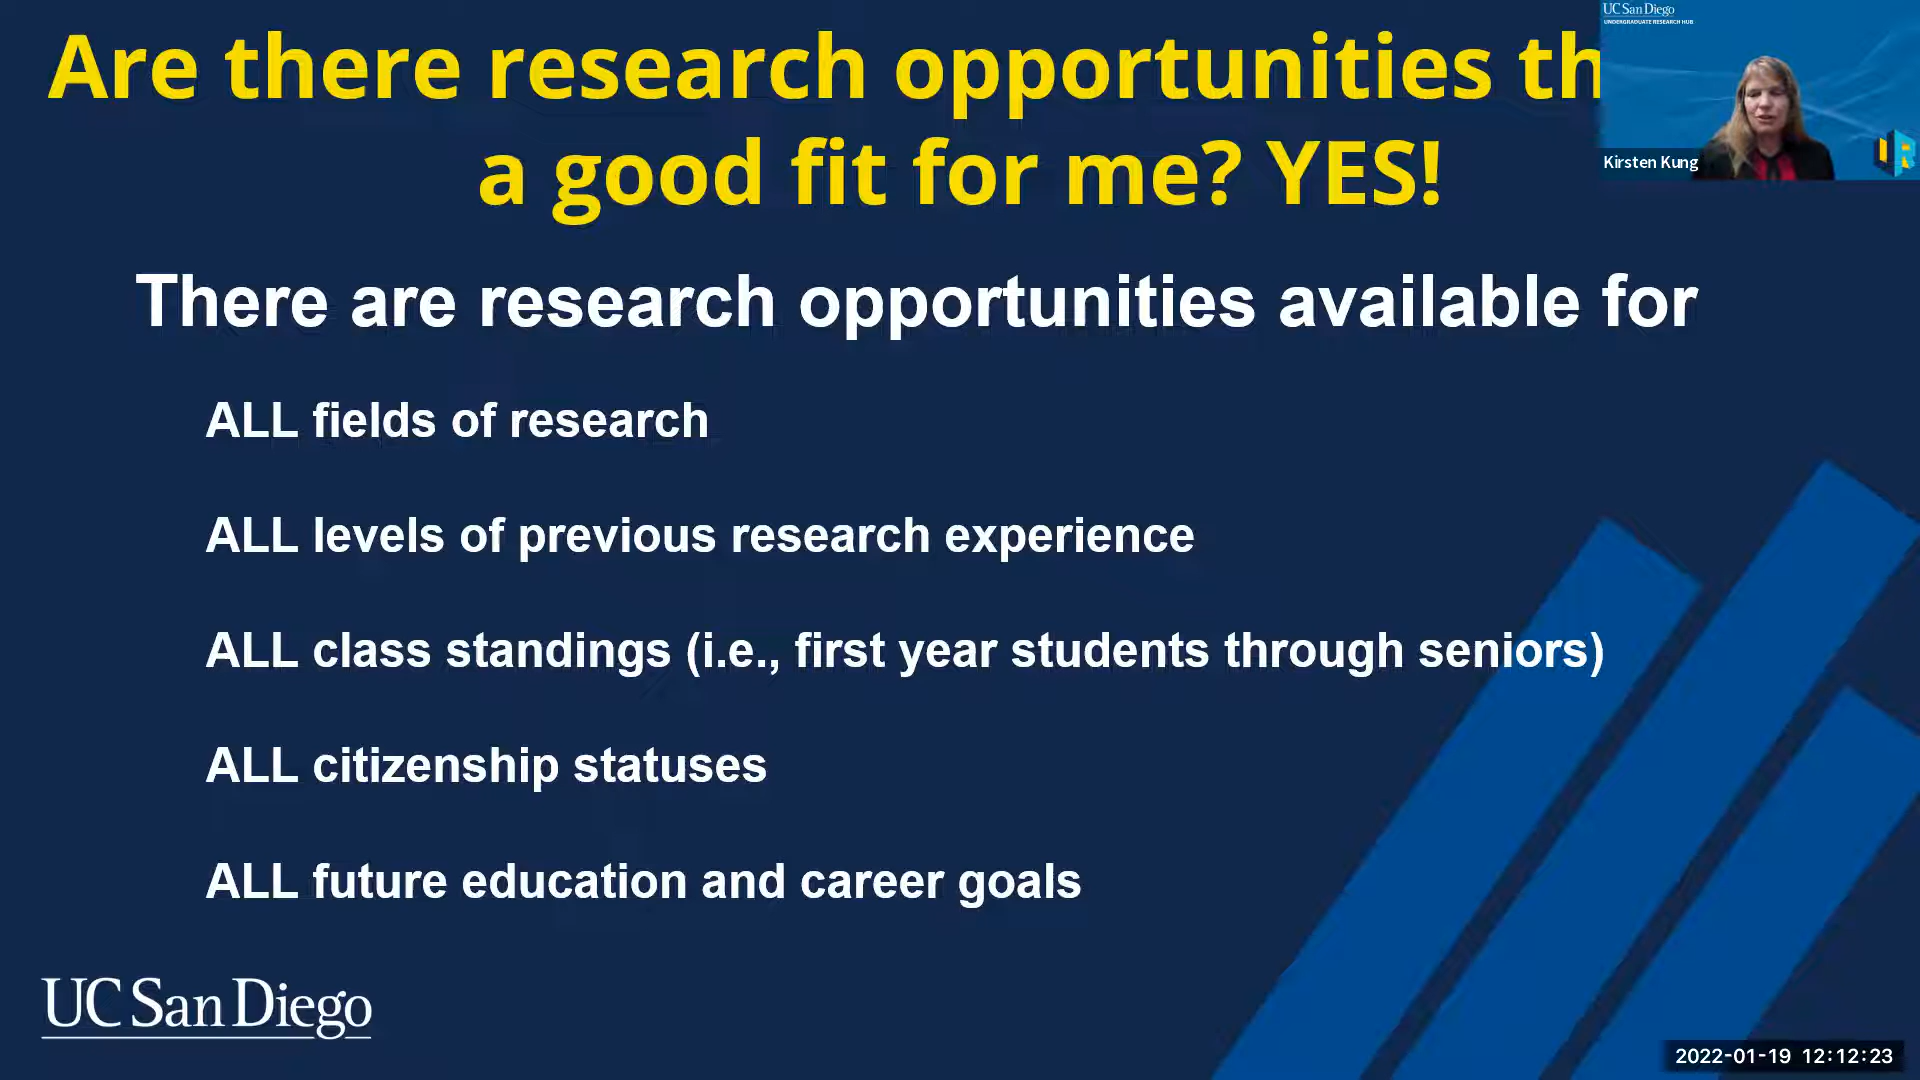 Are there research opportunities th
a good fit for me? YES!
UC San Diego
UNDERGRADUATE RESEARCH HUB
Kirsten Kung
There are research opportunities available for
ALL fields of research
ALL levels of previous research experience
ALL class standings (i.e., first year students through seniors)
ALL citizenship statuses
ALL future education and career goals
UC San Diego
2022-01-19 12:12:23